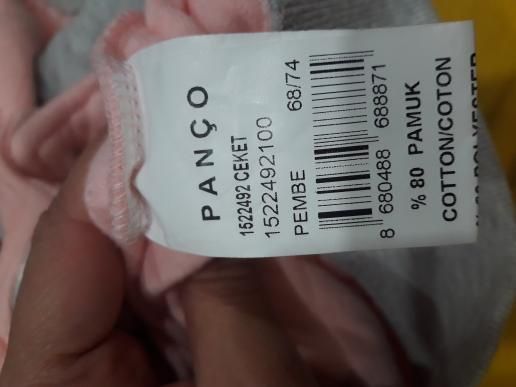 PANÇO
1522492 CEKET
1522492100
PEMBE 68/74
8 680488 688871
% 80 PAMUK
COTTON/COTON